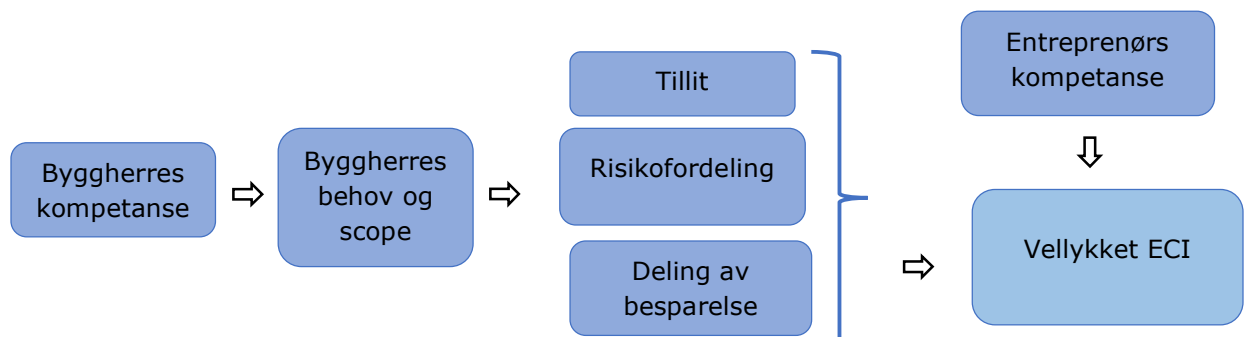 Byggherres
kompetanse
Byggherres
behov og
scope
Tillit
Risikofordeling
Deling av
besparelse
Entreprenørs
kompetanse
Vellykket ECI